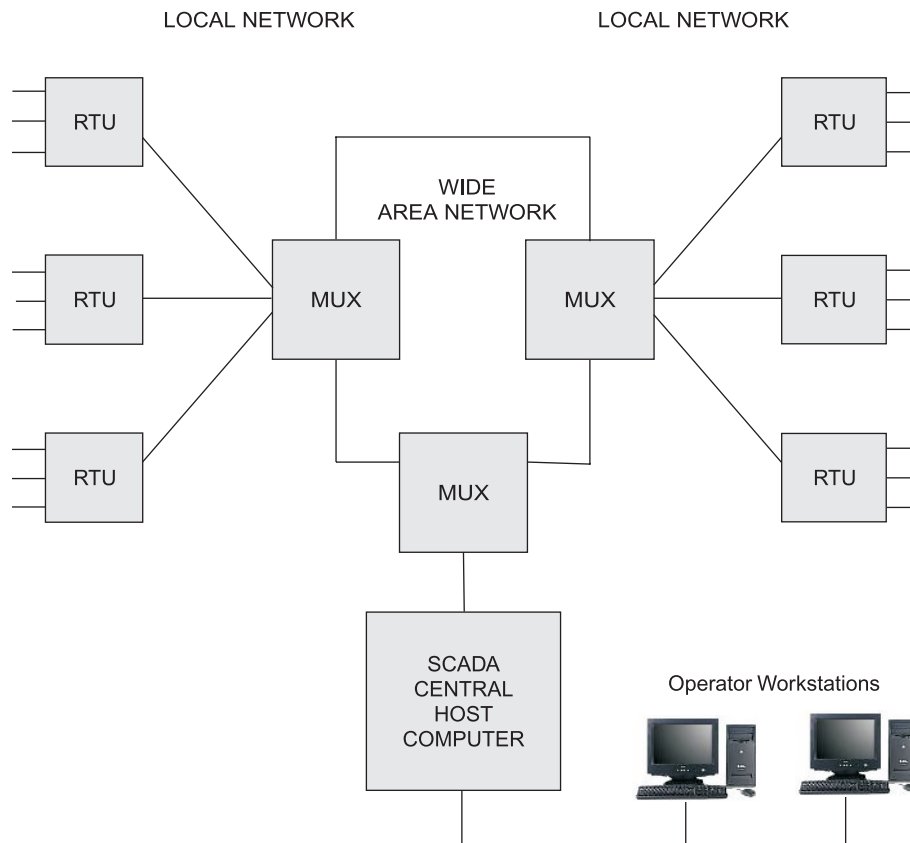 LOCAL NETWORK
LOCAL NETWORK
RTU
RTU
WIDE
AREA NETWORK
RTU
MUX
MUX
RTU
RTU
MUX
RTU
SCADA
CENTRAL
HOST
COMPUTER
Operator Workstations